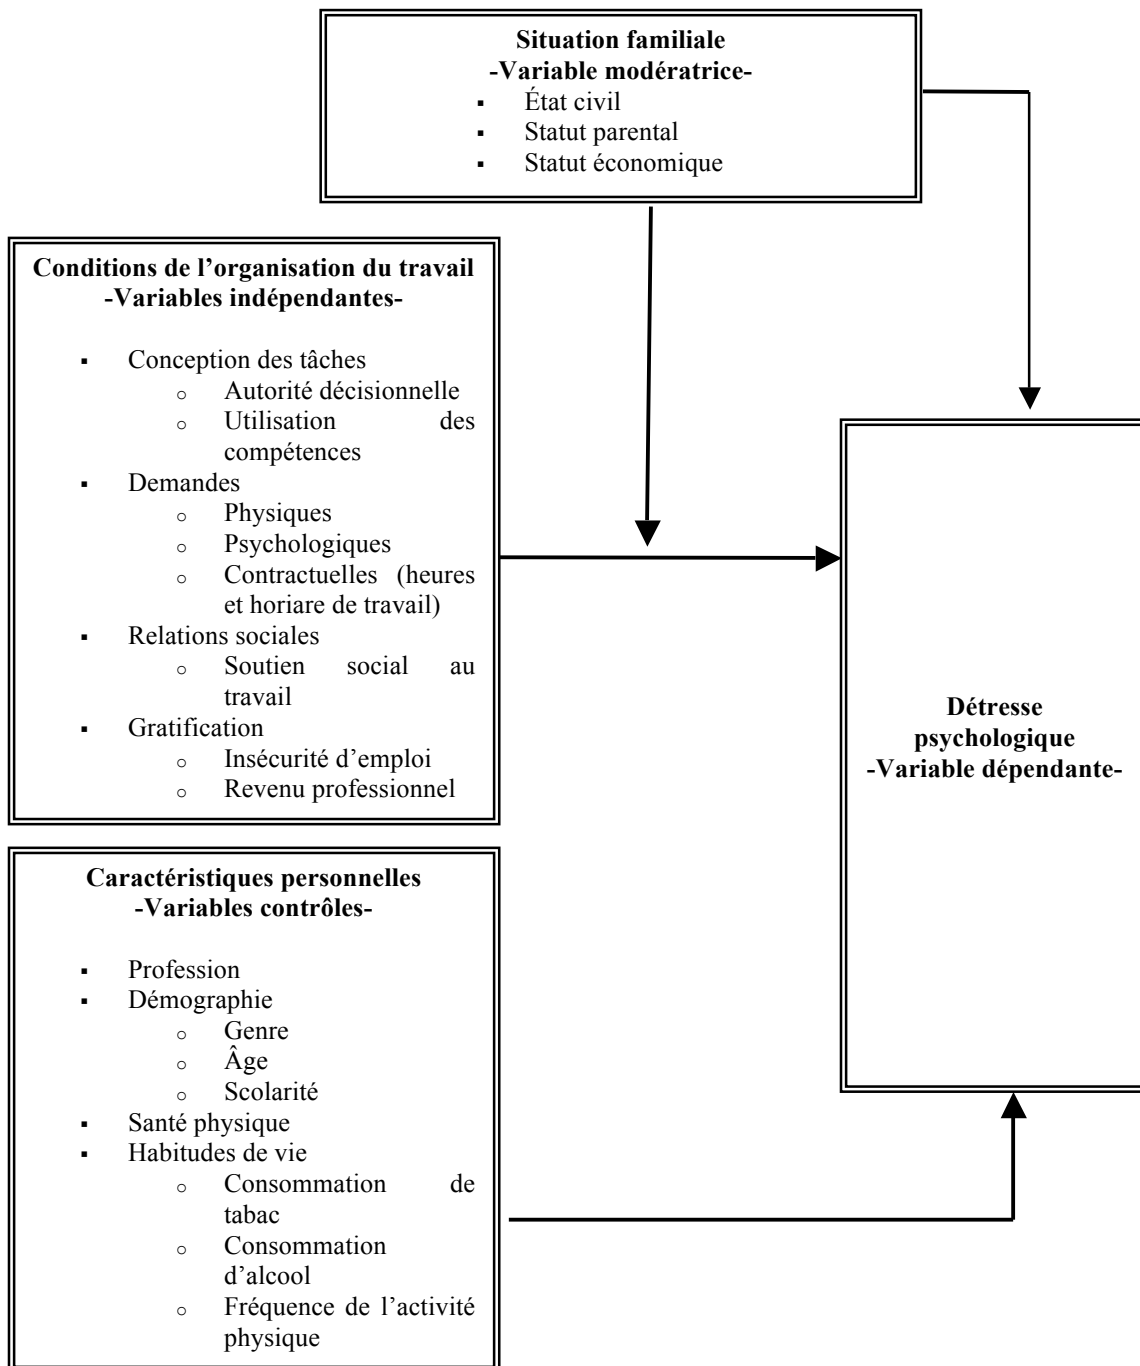 Situation familiale
-Variable modératrice-
▪ État civil
▪ Statut parental
▪ Statut économique
Conditions de l’organisation du travail
-Variables indépendantes-
▪ Conception des tâches
o Autorité décisionnelle
o Utilisation des
compétences
▪ Demandes
o Physiques
o Psychologiques
o Contractuelles (heures
et horiare de travail)
▪ Relations sociales
o Soutien social au
travail
▪ Gratification
o Insécurité d’emploi
o Revenu professionnel
Détresse
psychologique
-Variable dépendante-
Caractéristiques personnelles
-Variables contrôles-
▪ Profession
▪ Démographie
o Genre
o Âge
o Scolarité
▪ Santé physique
▪ Habitudes de vie
o Consommation de
tabac
o Consommation
d’alcool
o Fréquence de l’activité
physique